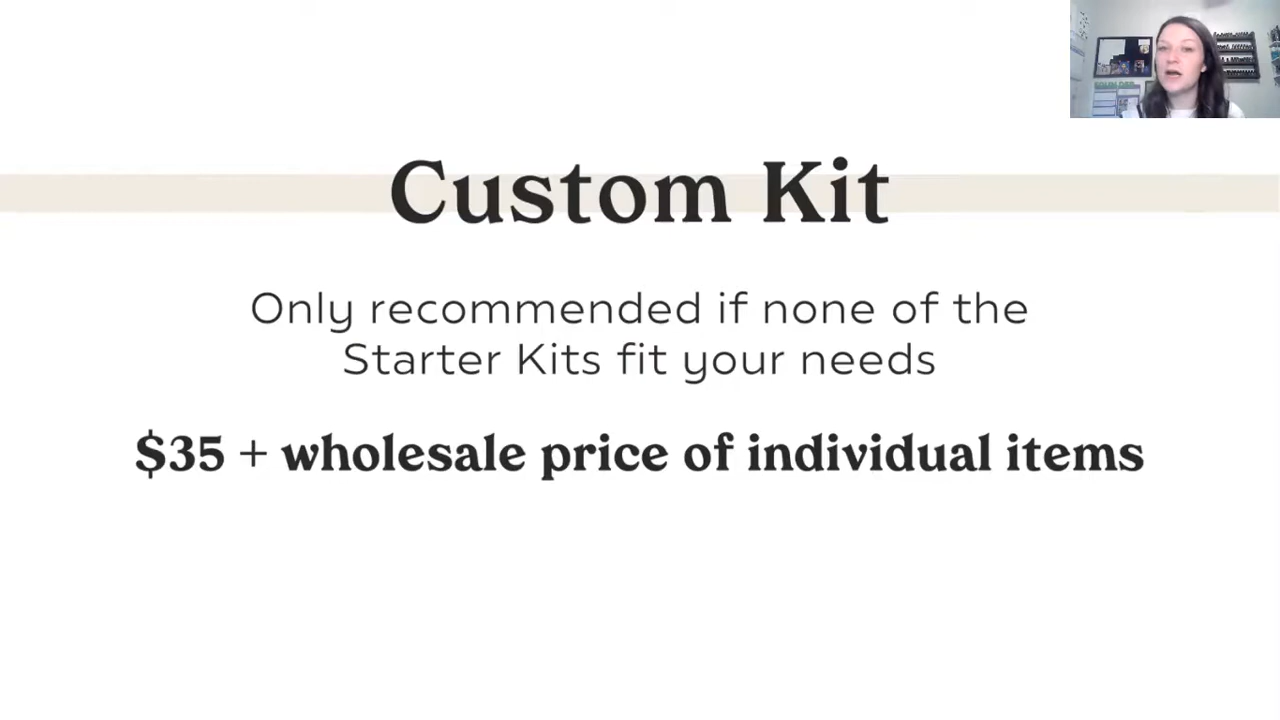 Custom Kit
Only recommended if none of the
Starter Kits fit your needs
$35 + wholesale price of individual items